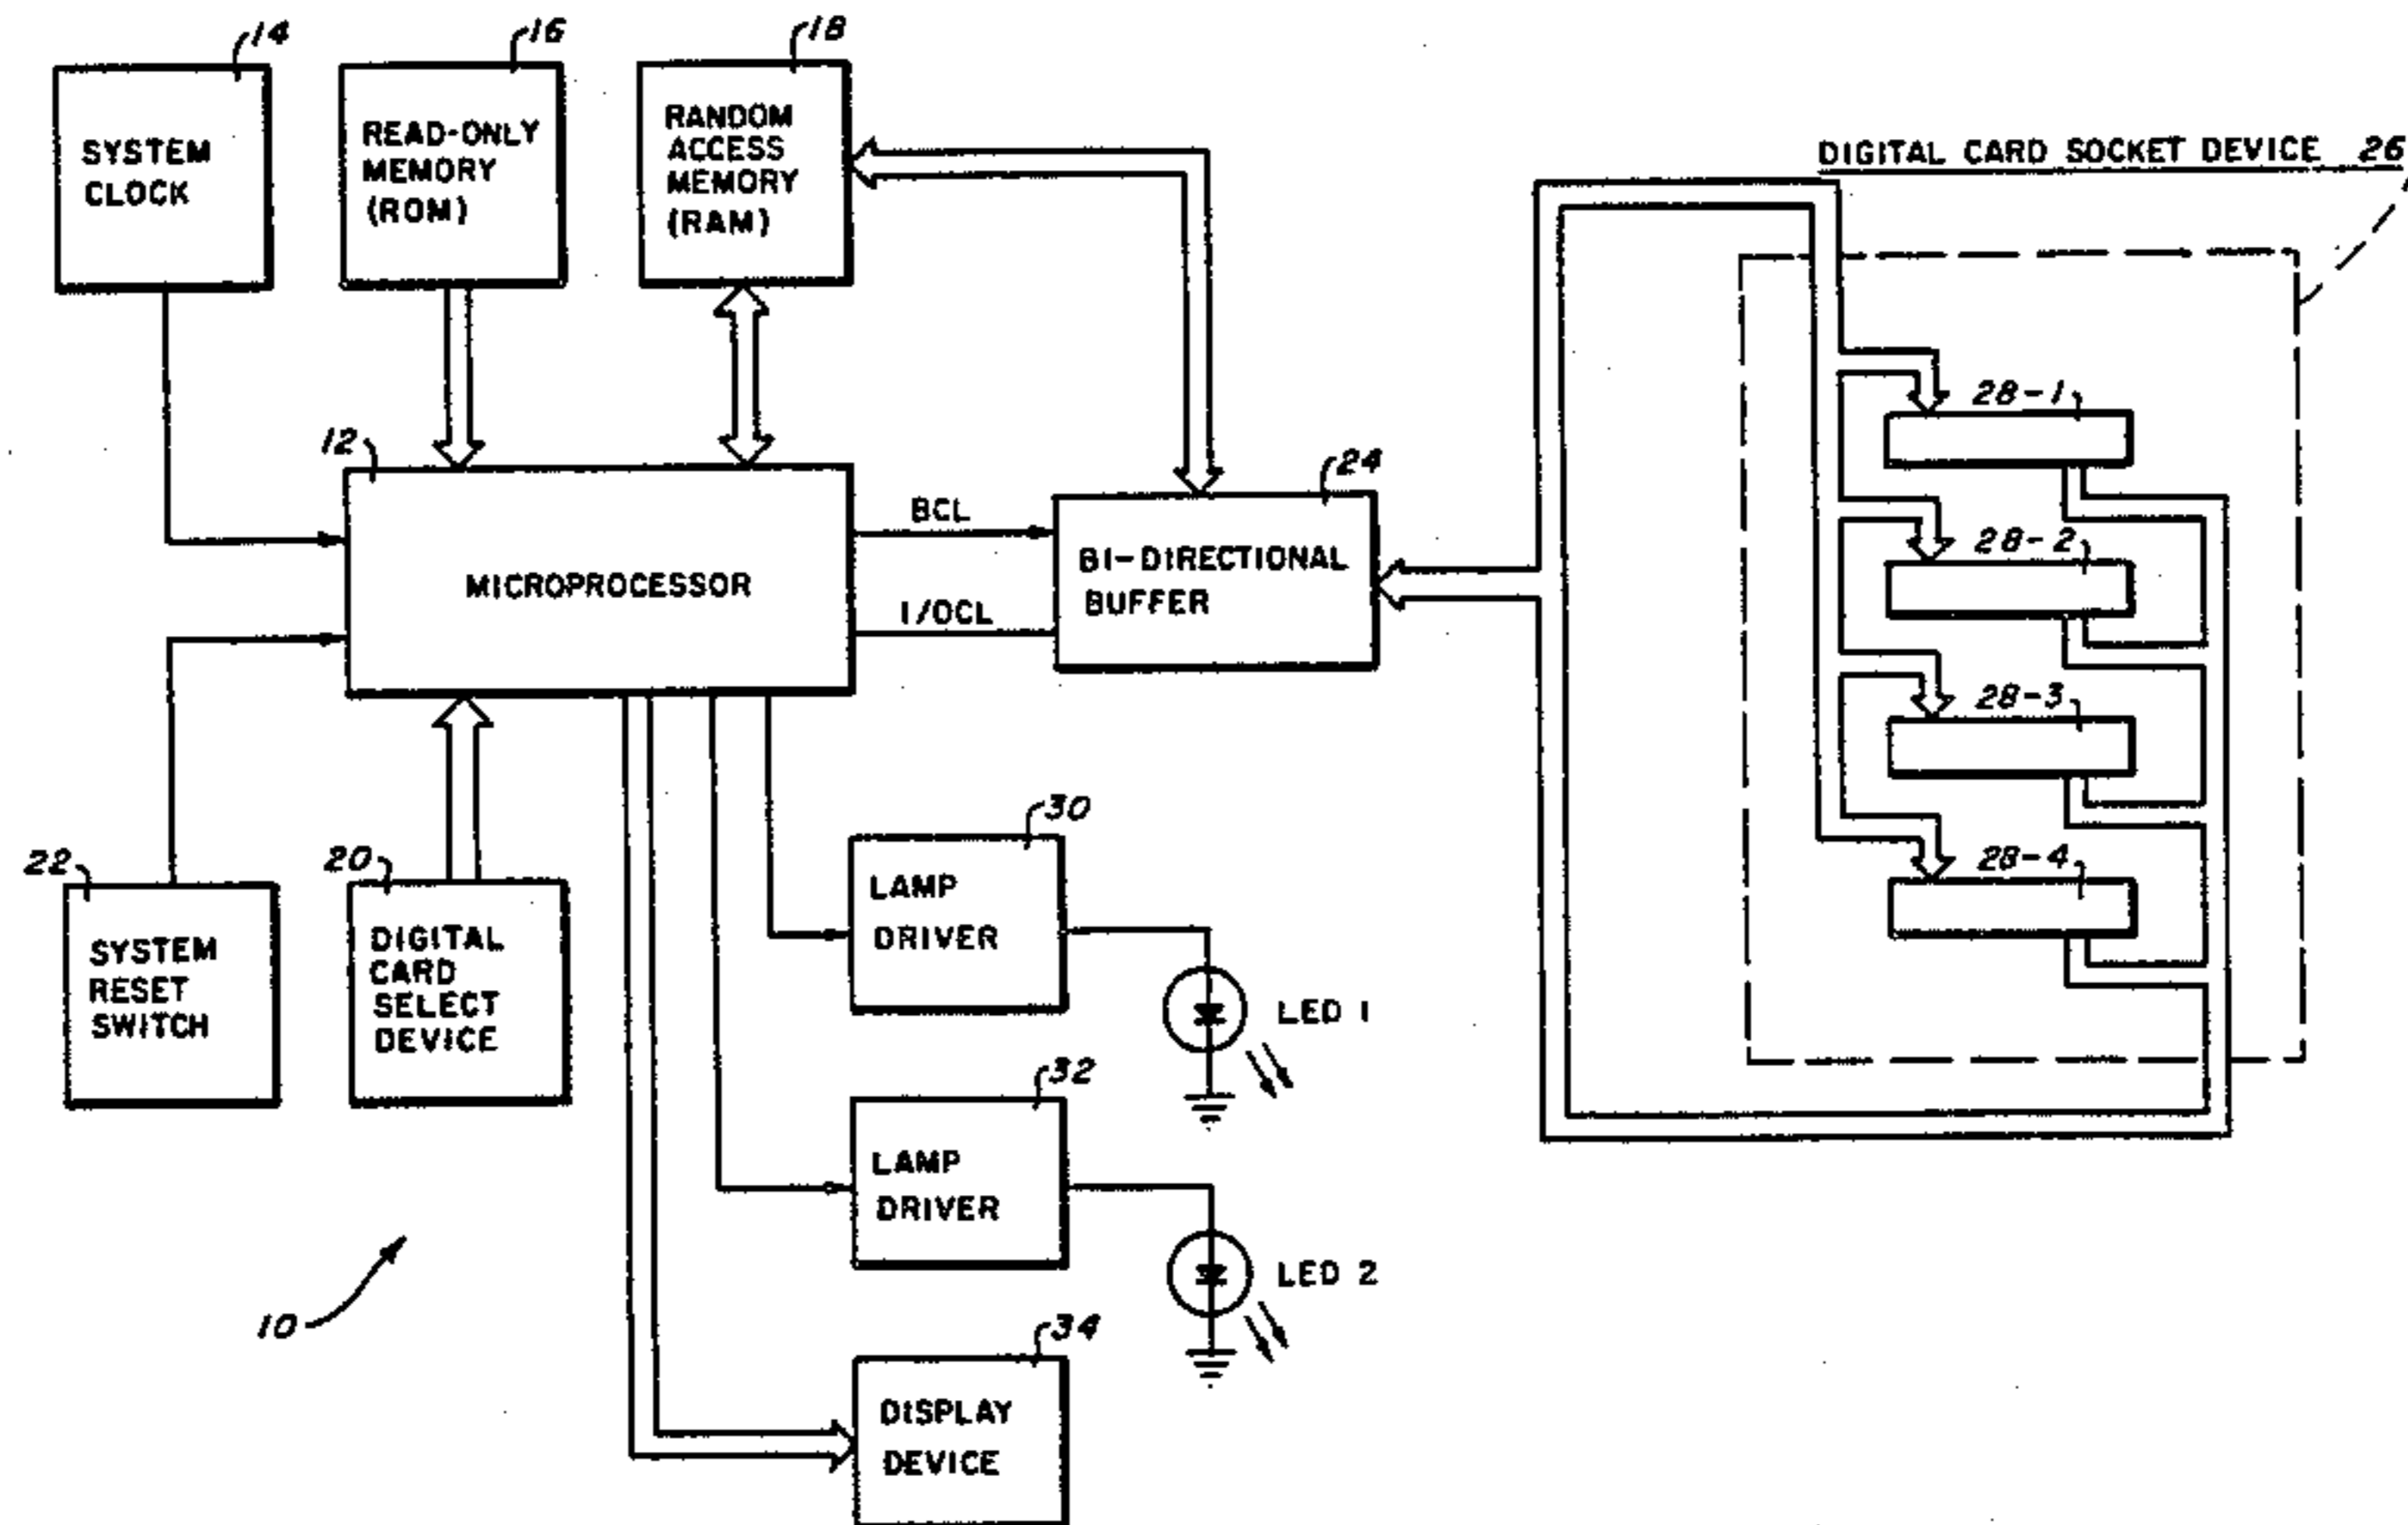 14
SYSTEM
CLOCK
16
READ-ONLY
MEMORY
(ROM)
18
RANDOM
ACCESS
MEMORY
(RAM)
DIGITAL CARD SOCKET DEVICE 26
12
MICROPROCESSOR
BCL
I/OCL
24
BI-DIRECTIONAL
BUFFER
28-1
28-2
28-3
28-4
22
SYSTEM
RESET
SWITCH
20
DIGITAL
CARD
SELECT
DEVICE
30
LAMP
DRIVER
LED 1
32
LAMP
DRIVER
LED 2
10
34
DISPLAY
DEVICE